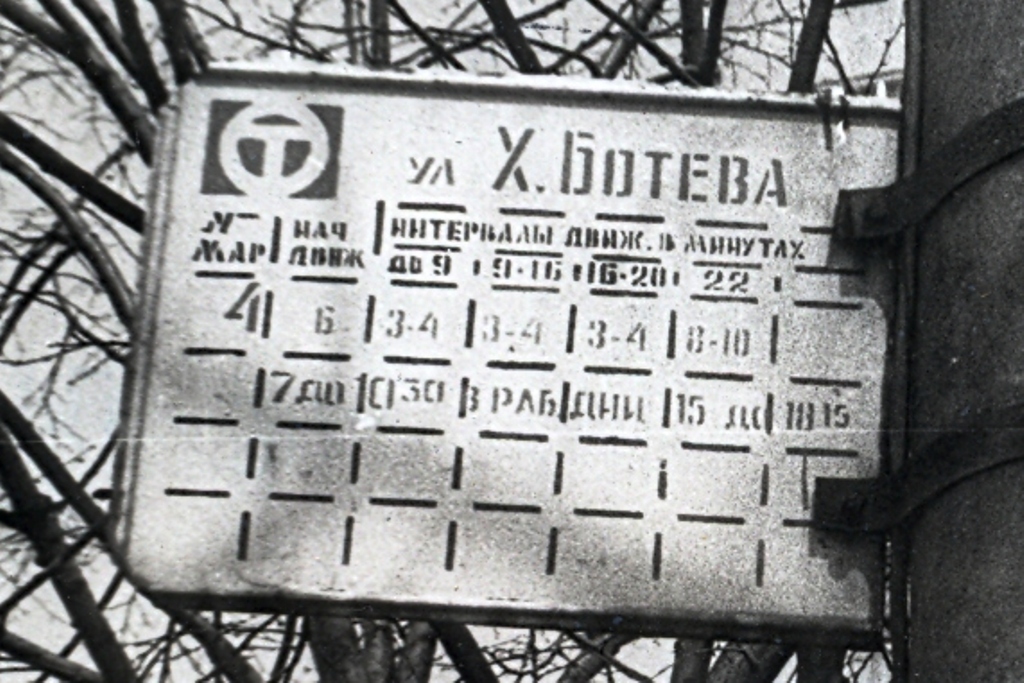 Т
ул Х. Ботева
№ НАЧ ИНТЕРВАЛЫ ДВИЖ. В МИНУТАХ
МАР ДВИЖ до 9 9-16 16-20 22
4 6 3-4 3-4 3-4 8-10
7 до 10 30 В РАБ ДНИ 15 до 18 15